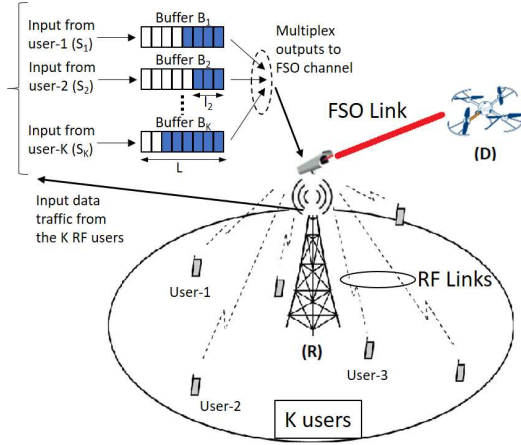 Input from
user-1 (S1)
Buffer B1
Input from
user-2 (S2)
Buffer B2
l2
Input from
user-K (SK)
Buffer BK
L
Multiplex
outputs to
FSO channel
FSO Link
(D)
Input data
traffic from
the K RF users
User-1
RF Links
(R)
User-3
User-2
K users